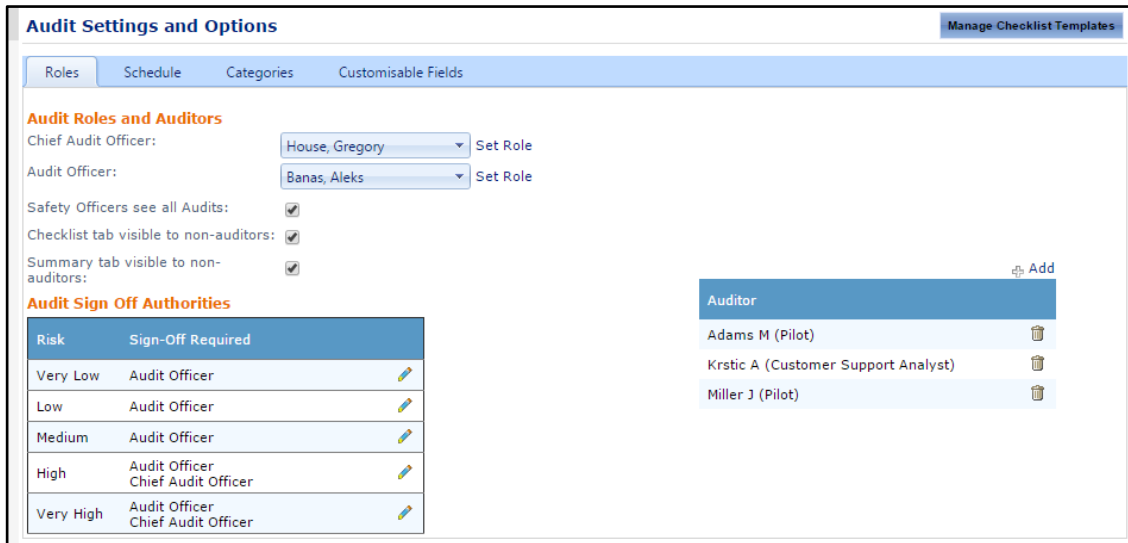 Audit Settings and Options
Manage Checklist Templates
Roles Schedule Categories Customisable Fields
Audit Roles and Auditors
Chief Audit Officer: House, Gregory Set Role
Audit Officer: Banas, Aleks Set Role
Safety Officers see all Audits:
Checklist tab visible to non-auditors:
Summary tab visible to non-
auditors:
Audit Sign Off Authorities
Risk Sign-Off Required
Very Low Audit Officer
Low Audit Officer
Medium Audit Officer
High Audit Officer
Chief Audit Officer
Very High Audit Officer
Chief Audit Officer
Add
Auditor
Adams M (Pilot)
Krstic A (Customer Support Analyst)
Miller J (Pilot)